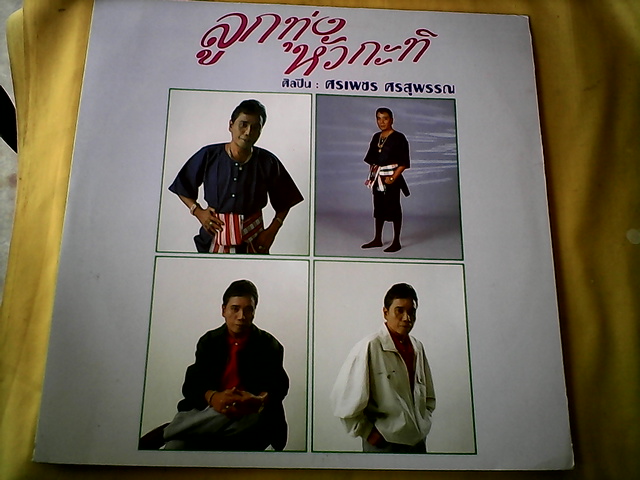 ลูกทุ่ง
หัวกะทิ
ศิลปิน : ศรเพชร ศรสุพรรณ